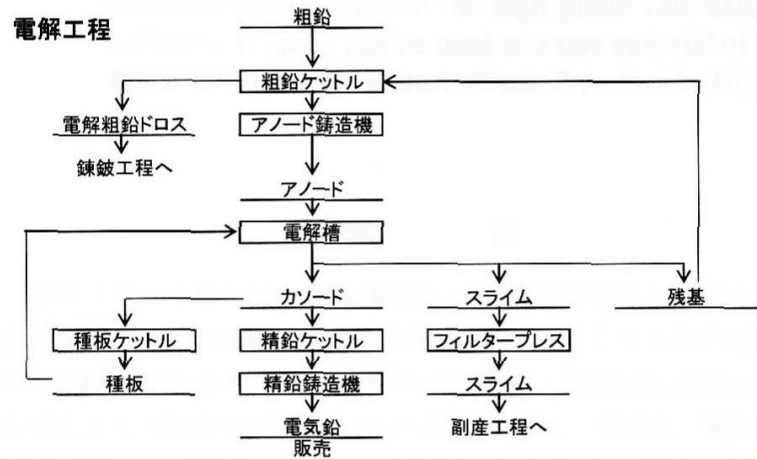 電解工程
粗鉛
粗鉛ケットル
電解粗鉛ドロス
アノード鋳造機
錬鈹工程へ
アノード
電解槽
カソード
スライム
残基
種板ケットル
精鉛ケットル
フィルタープレス
種板
精鉛鋳造機
スライム
電気鉛
副産工程へ
販売